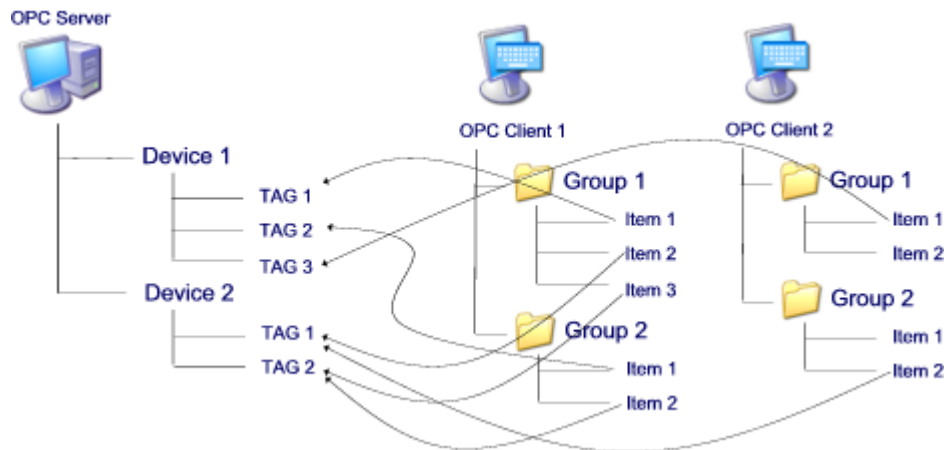 OPC Server
Device 1
TAG 1
TAG 2
TAG 3
Device 2
TAG 1
TAG 2
OPC Client 1
Group 1
Item 1
Item 2
Item 3
Group 2
Item 1
Item 2
OPC Client 2
Group 1
Item 1
Item 2
Group 2
Item 1
Item 2